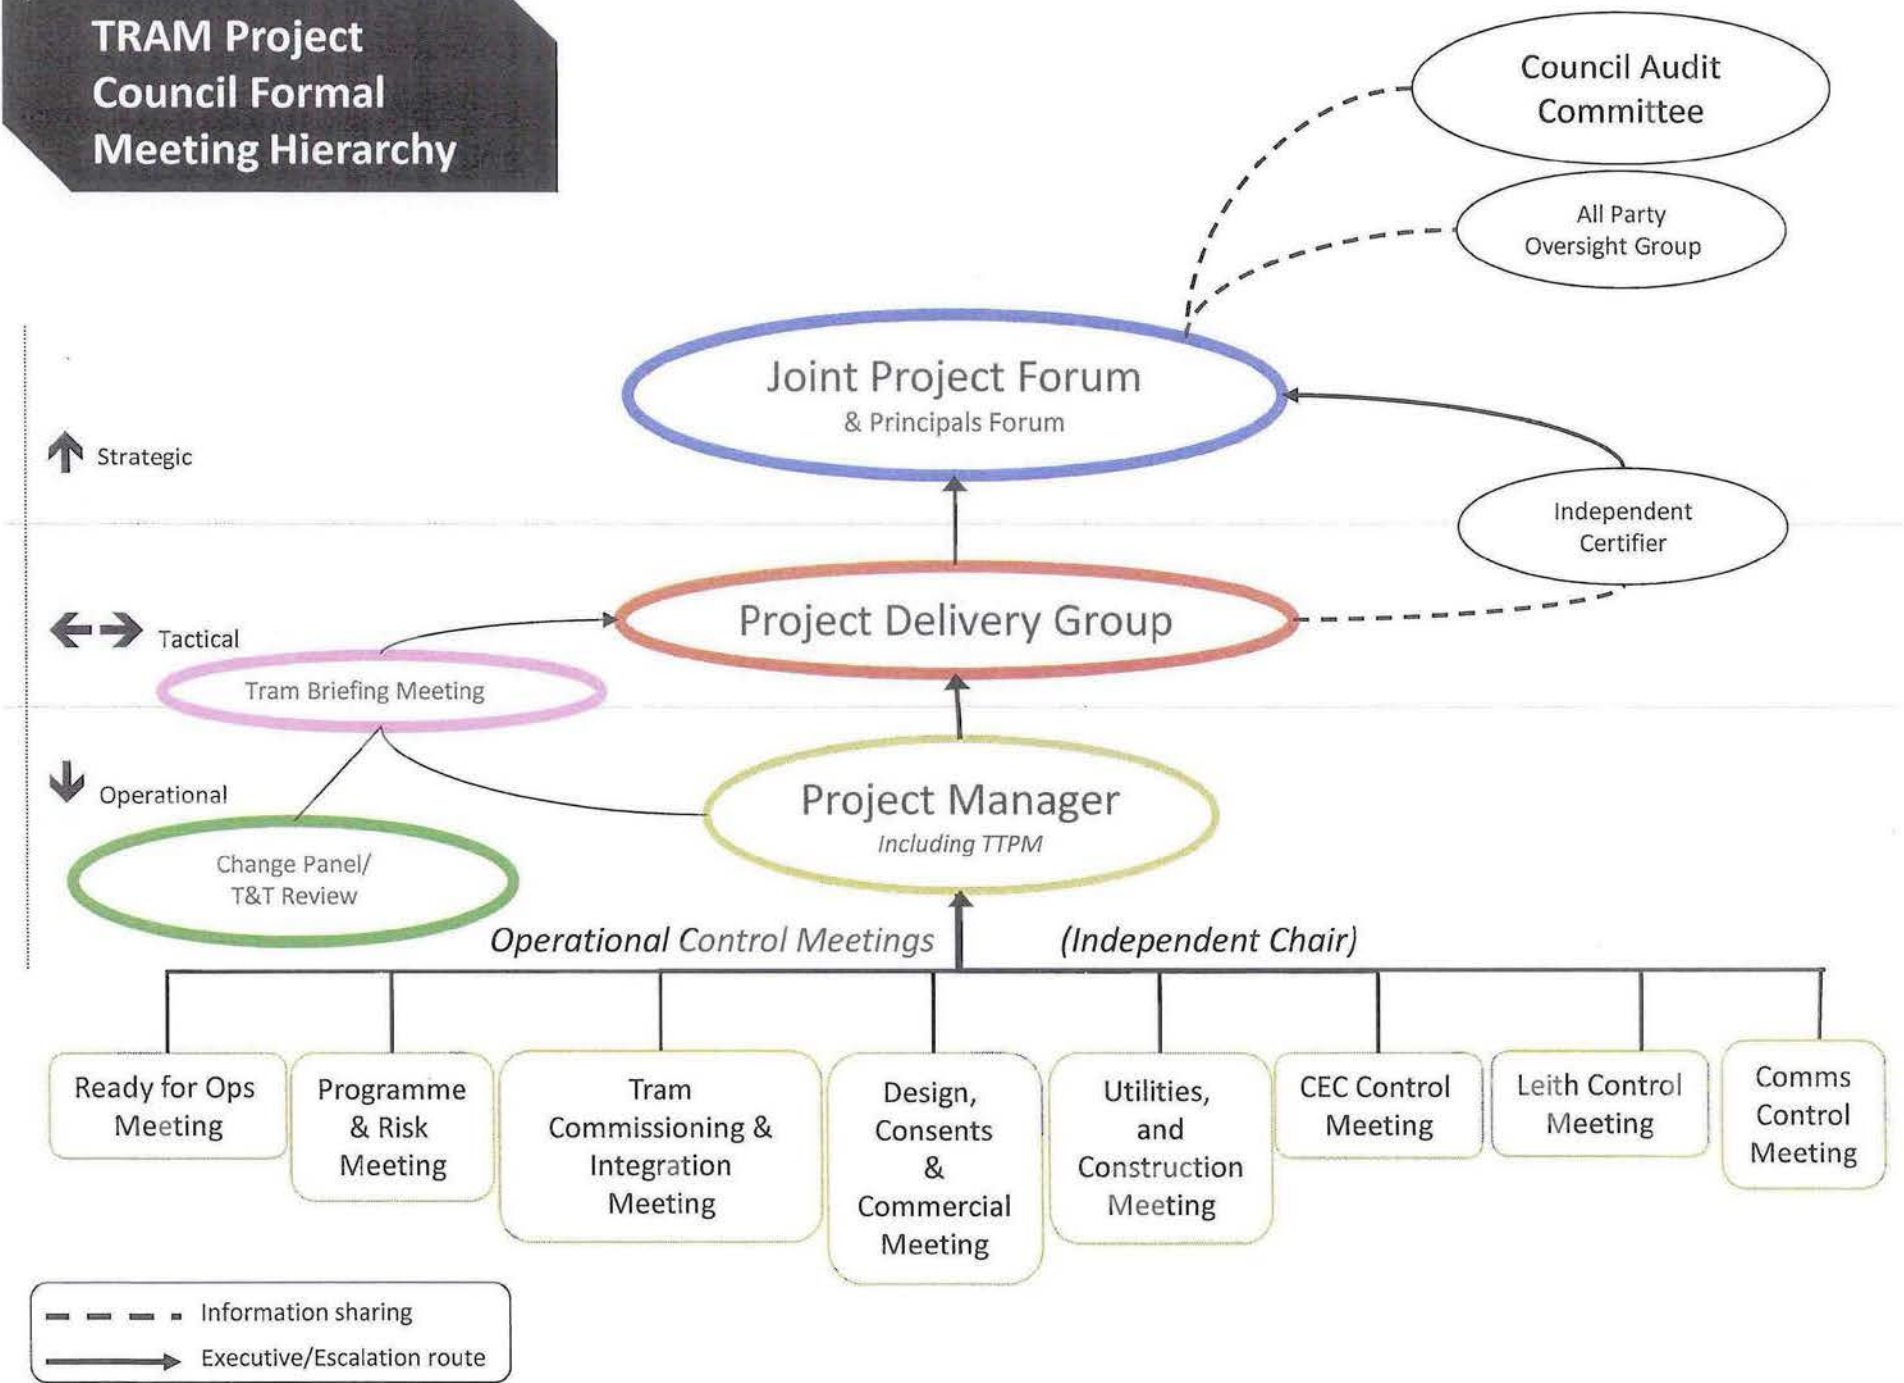 TRAM Project
Council Formal
Meeting Hierarchy
Council Audit
Committee
All Party
Oversight Group
Joint Project Forum
& Principals Forum
Strategic
Independent
Certifier
Project Delivery Group
Tactical
Tram Briefing Meeting
Operational
Project Manager
Including TTPM
Change Panel/
T&T Review
Operational Control Meetings (Independent Chair)
Ready for Ops
Meeting
Programme
& Risk
Meeting
Tram
Commissioning &
Integration
Meeting
Design,
Consents
&
Commercial
Meeting
Utilities,
and
Construction
Meeting
CEC Control
Meeting
Leith Control
Meeting
Comms
Control
Meeting
Information sharing
Executive/Escalation route